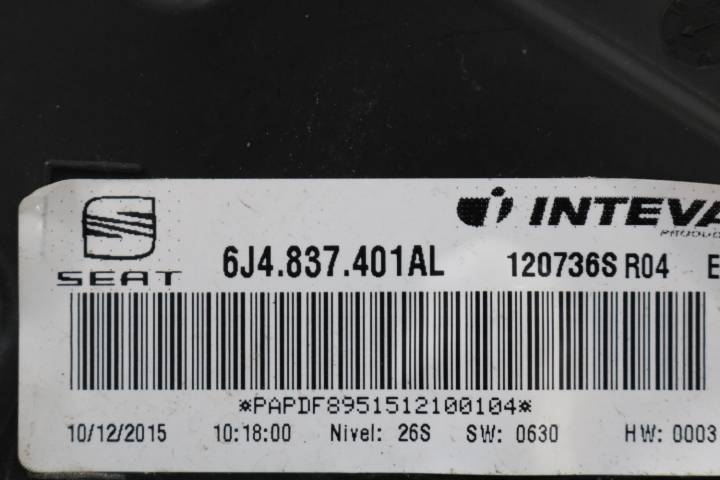 INTEVA
PRODUC
SEAT
6J4.837.401AL 120736S R04 E
*PAPDF8951512100104*
10/12/2015 10:18:00 Nivel: 26S SW: 0630 HW: 0003